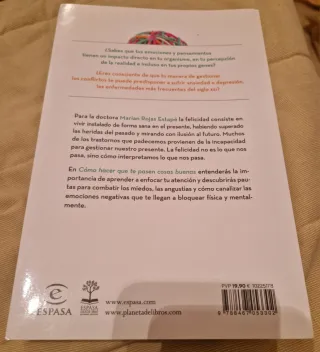 ¿Sabes que tus emociones y pensamientos
tienen un impacto directo en tu organismo, en tu percepción
de la realidad e incluso en tus propios genes?
¿Eres consciente de que tu manera de gestionar
los conflictos te puede predisponer a sufrir ansiedad o depresión,
las enfermedades más frecuentes del siglo XXI?
Para la doctora Marian Rojas Estapé la felicidad consiste en
vivir instalado de forma sana en el presente, habiendo superado
las heridas del pasado y mirando con ilusión al futuro. Muchos
de los trastornos que padecemos provienen de la incapacidad
para gestionar nuestro presente. La felicidad no es lo que nos
pasa, sino cómo interpretamos lo que nos pasa.
En Cómo hacer que te pasen cosas buenas entenderás la im-
portancia de aprender a enfocar tu atención y descubrirás pau-
tas para combatir los miedos, las angustias y cómo canalizar las
emociones negativas que te llegan a bloquear física y mental-
mente.
ESPASA
ESPASA
www.espasa.com
www.planetadelibros.com
PVP 19,90 €